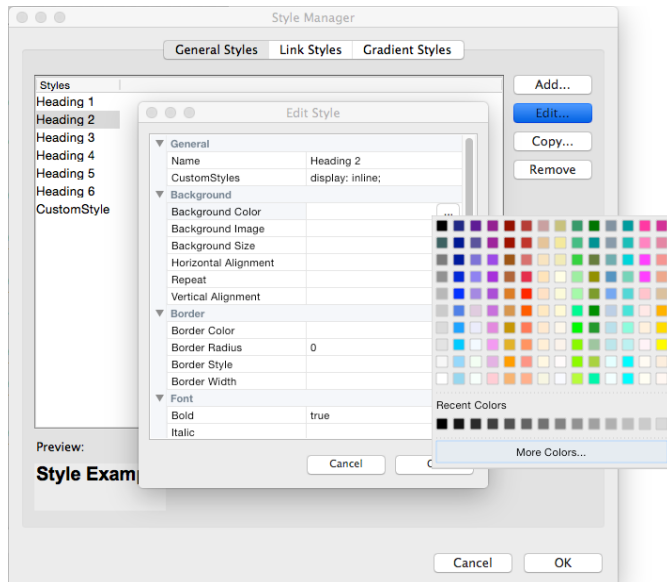 Style Manager
General Styles Link Styles Gradient Styles
Styles
Heading 1
Heading 2
Heading 3
Heading 4
Heading 5
Heading 6
CustomStyle
Add...
Edit...
Copy...
Remove
Edit Style
General
Name Heading 2
CustomStyles display: inline;
Background
Background Color ...
Background Image
Background Size
Horizontal Alignment
Repeat
Vertical Alignment
Border
Border Color
Border Radius 0
Border Style
Border Width
Font
Bold true
Italic
Cancel
Recent Colors
More Colors...
Preview:
Style Exam
Cancel OK